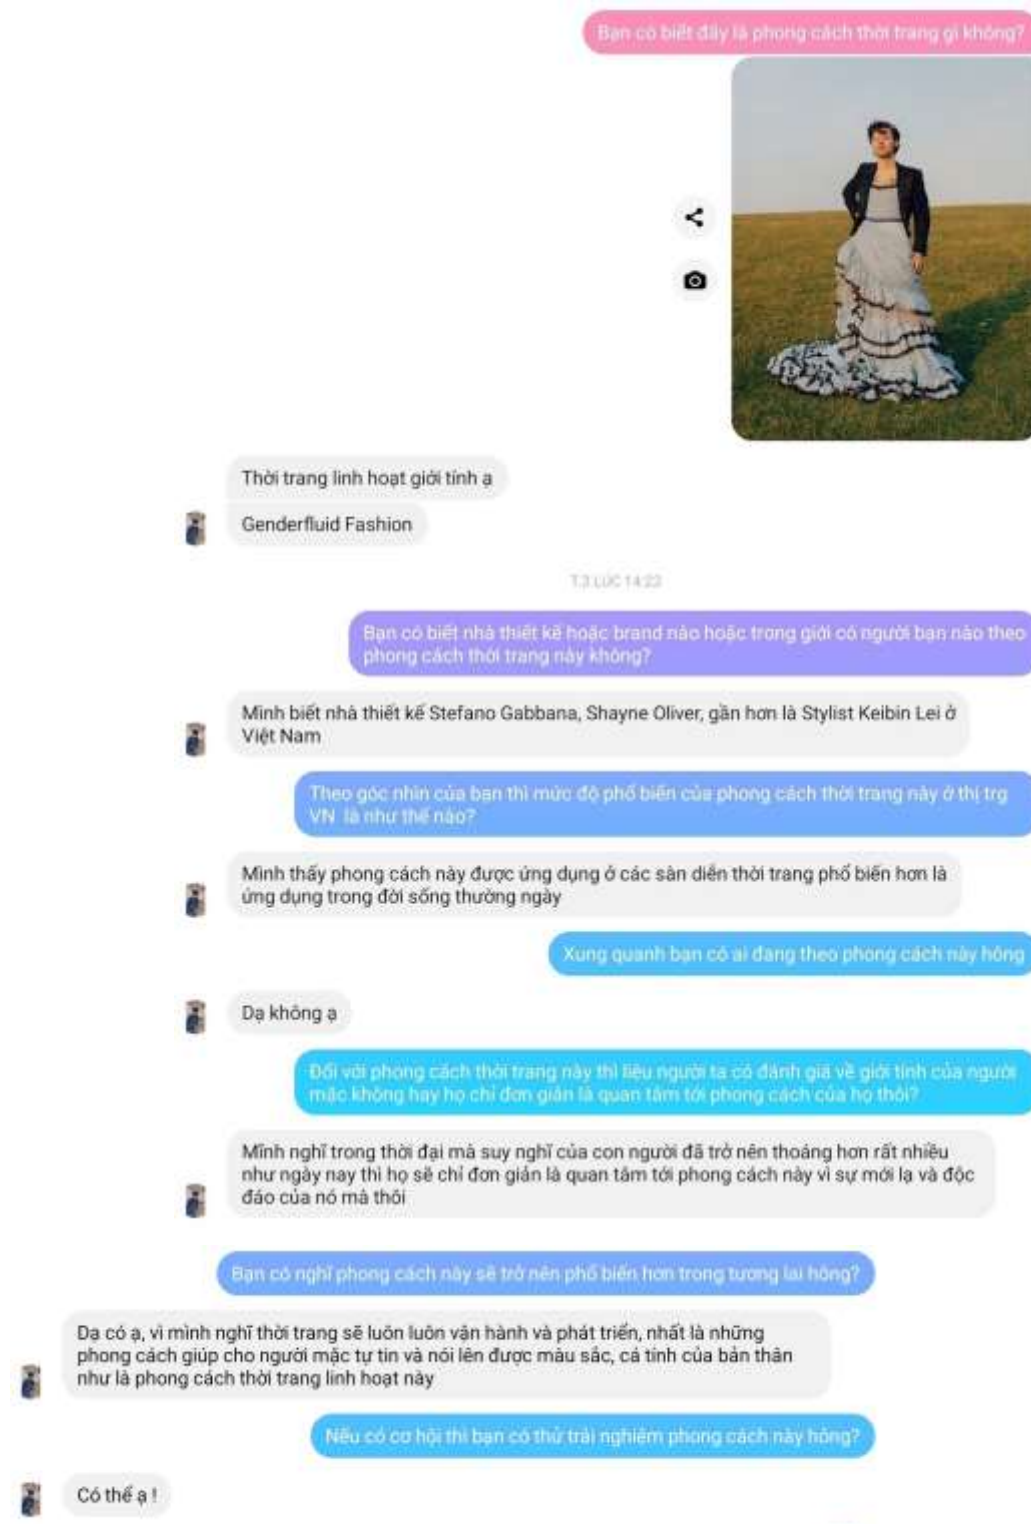 Bạn có biết đây là phong cách thời trang gì không?
Thời trang linh hoạt giới tính ạ
Genderfluid Fashion
T.3 LÚC 14:23
Bạn có biết nhà thiết kế hoặc brand nào hoặc trong giới có người bạn nào theo
phong cách thời trang này không?
Mình biết nhà thiết kế Stefano Gabbana, Shayne Oliver, gần hơn là Stylist Keibin Lei ở
Việt Nam
Theo góc nhìn của bạn thì mức độ phổ biến của phong cách thời trang này ở thị trg
VN là như thế nào?
Mình thấy phong cách này được ứng dụng ở các sàn diễn thời trang phổ biến hơn là
ứng dụng trong đời sống thường ngày
Xung quanh bạn có ai đang theo phong cách này hông
Dạ không ạ
Đối với phong cách thời trang này thì liệu người ta có đánh giá về giới tính của người
mặc không hay họ chỉ đơn giản là quan tâm tới phong cách của họ thôi?
Mình nghĩ trong thời đại mà suy nghĩ của con người đã trở nên thoáng hơn rất nhiều
như ngày nay thì họ sẽ chỉ đơn giản là quan tâm tới phong cách này vì sự mới lạ và độc
đáo của nó mà thôi
Bạn có nghĩ phong cách này sẽ trở nên phổ biến hơn trong tương lai hông?
Dạ có ạ, vì mình nghĩ thời trang sẽ luôn luôn vận hành và phát triển, nhất là những
phong cách giúp cho người mặc tự tin và nói lên được màu sắc, cá tính của bản thân
như là phong cách thời trang linh hoạt này
Nếu có cơ hội thì bạn có thử trải nghiệm phong cách này hông?
Có thể ạ !